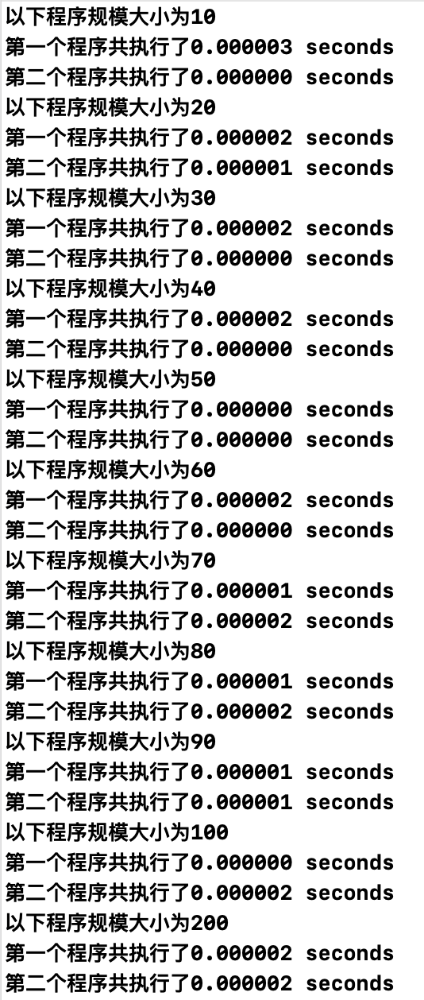 以下程序规模大小为10
第一个程序共执行了0.000003 seconds
第二个程序共执行了0.000000 seconds
以下程序规模大小为20
第一个程序共执行了0.000002 seconds
第二个程序共执行了0.000001 seconds
以下程序规模大小为30
第一个程序共执行了0.000002 seconds
第二个程序共执行了0.000000 seconds
以下程序规模大小为40
第一个程序共执行了0.000002 seconds
第二个程序共执行了0.000000 seconds
以下程序规模大小为50
第一个程序共执行了0.000000 seconds
第二个程序共执行了0.000000 seconds
以下程序规模大小为60
第一个程序共执行了0.000002 seconds
第二个程序共执行了0.000000 seconds
以下程序规模大小为70
第一个程序共执行了0.000001 seconds
第二个程序共执行了0.000002 seconds
以下程序规模大小为80
第一个程序共执行了0.000001 seconds
第二个程序共执行了0.000002 seconds
以下程序规模大小为90
第一个程序共执行了0.000001 seconds
第二个程序共执行了0.000001 seconds
以下程序规模大小为100
第一个程序共执行了0.000000 seconds
第二个程序共执行了0.000002 seconds
以下程序规模大小为200
第一个程序共执行了0.000002 seconds
第二个程序共执行了0.000002 seconds